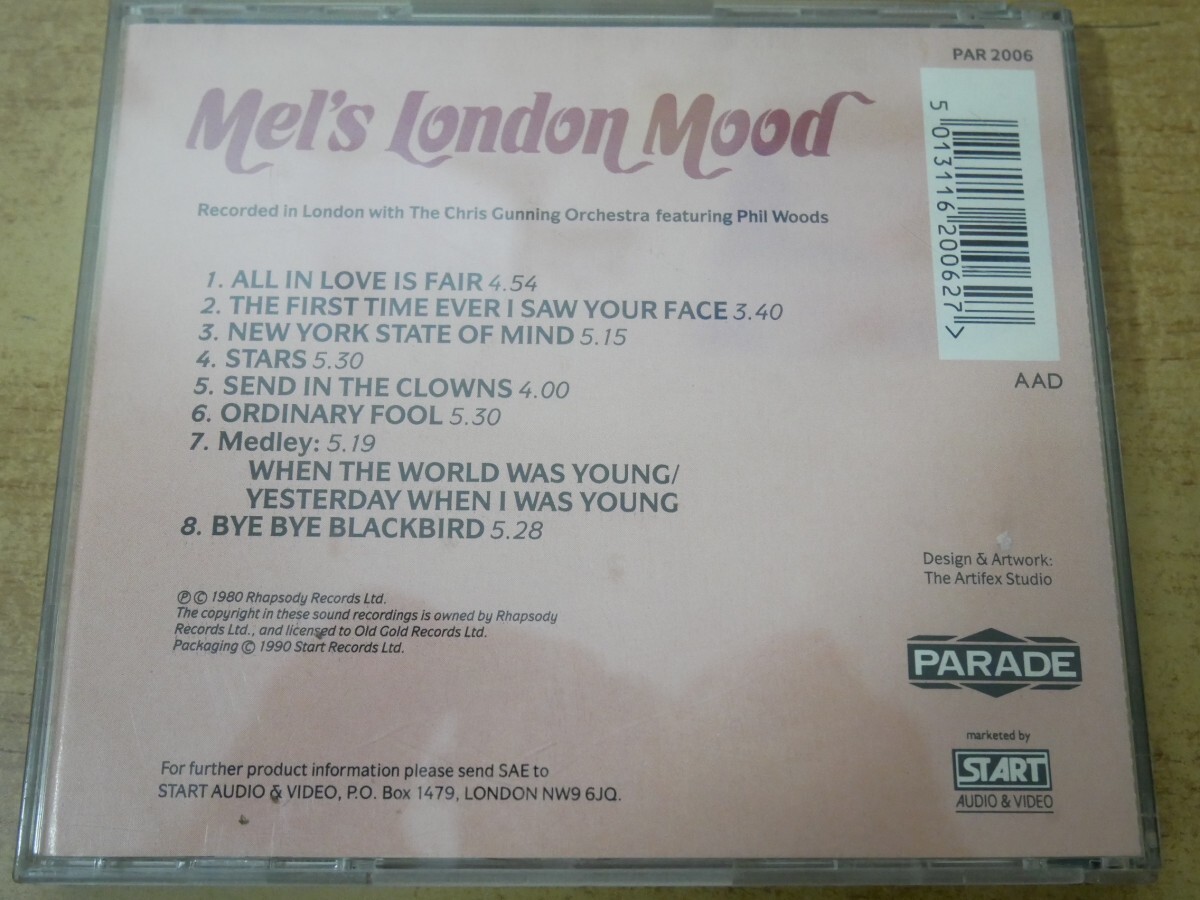 PAR 2006
Mel's London Mood
Recorded in London with The Chris Gunning Orchestra featuring Phil Woods
5 013116 200627 >
AAD
1. ALL IN LOVE IS FAIR 4.54
2. THE FIRST TIME EVER I SAW YOUR FACE 3.40
3. NEW YORK STATE OF MIND 5.15
4. STARS 5.30
5. SEND IN THE CLOWNS 4.00
6. ORDINARY FOOL 5.30
7. Medley: 5.19
WHEN THE WORLD WAS YOUNG/
YESTERDAY WHEN I WAS YOUNG
8. BYE BYE BLACKBIRD 5.28
Design & Artwork:
The Artifex Studio
℗ © 1980 Rhapsody Records Ltd.
The copyright in these sound recordings is owned by Rhapsody
Records Ltd., and licensed to Old Gold Records Ltd.
Packaging © 1990 Start Records Ltd.
PARADE
marketed by
START
AUDIO & VIDEO
For further product information please send SAE to
START AUDIO & VIDEO, P.O. Box 1479, LONDON NW9 6JQ.